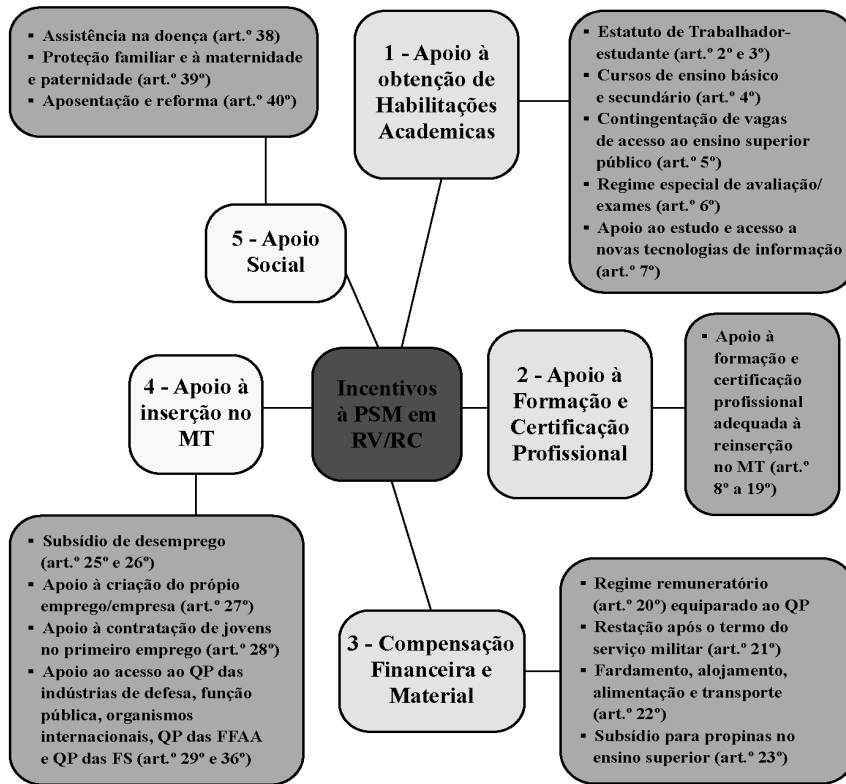 Incentivos
à PSM em
RV/RC
1 - Apoio à
obtenção de
Habilitações
Academicas
▪ Estatuto de Trabalhador-
estudante (art.º 2º e 3º)
▪ Cursos de ensino básico
e secundário (art.º 4º)
▪ Contingentação de vagas
de acesso ao ensino superior
público (art.º 5º)
▪ Regime especial de avaliação/
exames (art.º 6º)
▪ Apoio ao estudo e acesso a
novas tecnologias de informação
(art.º 7º)
2 - Apoio à
Formação e
Certificação
Profissional
▪ Apoio à
formação e
certificação
profissional
adequada à
reinserção
no MT (art.º
8º a 19º)
3 - Compensação
Financeira e
Material
▪ Regime remuneratório
(art.º 20º) equiparado ao QP
▪ Restação após o termo do
serviço militar (art.º 21º)
▪ Fardamento, alojamento,
alimentação e transporte
(art.º 22º)
▪ Subsídio para propinas no
ensino superior (art.º 23º)
4 - Apoio à
inserção no
MT
▪ Subsídio de desemprego
(art.º 25º e 26º)
▪ Apoio à criação do própio
emprego/empresa (art.º 27º)
▪ Apoio à contratação de jovens
no primeiro emprego (art.º 28º)
▪ Apoio ao acesso ao QP das
indústrias de defesa, função
pública, organismos
internacionais, QP das FFAA
e QP das FS (art.º 29º e 36º)
5 - Apoio
Social
▪ Assistência na doença (art.º 38)
▪ Proteção familiar e à maternidade
e paternidade (art.º 39º)
▪ Aposentação e reforma (art.º 40º)